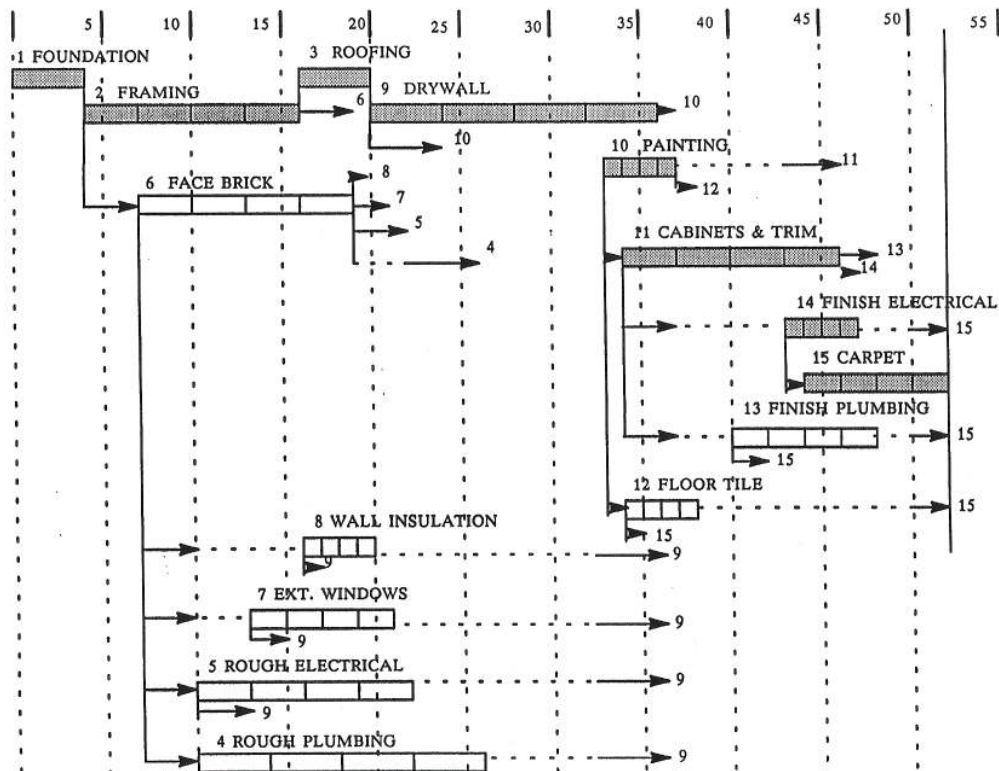 5 10 15 20 25 30 35 40 45 50 55
3 ROOFING
1 FOUNDATION
9
2 FRAMING
DRYWALL
6
10
10
10 PAINTING
11
8
12
6 FACE BRICK
7
5
11 CABINETS & TRIM
4
13
14
14 FINISH ELECTRICAL
15
15 CARPET
13 FINISH PLUMBING
15
15
12 FLOOR TILE
15
8 WALL INSULATION
15
9
9
7 EXT. WINDOWS
9
9
5 ROUGH ELECTRICAL
9
9
4 ROUGH PLUMBING
9